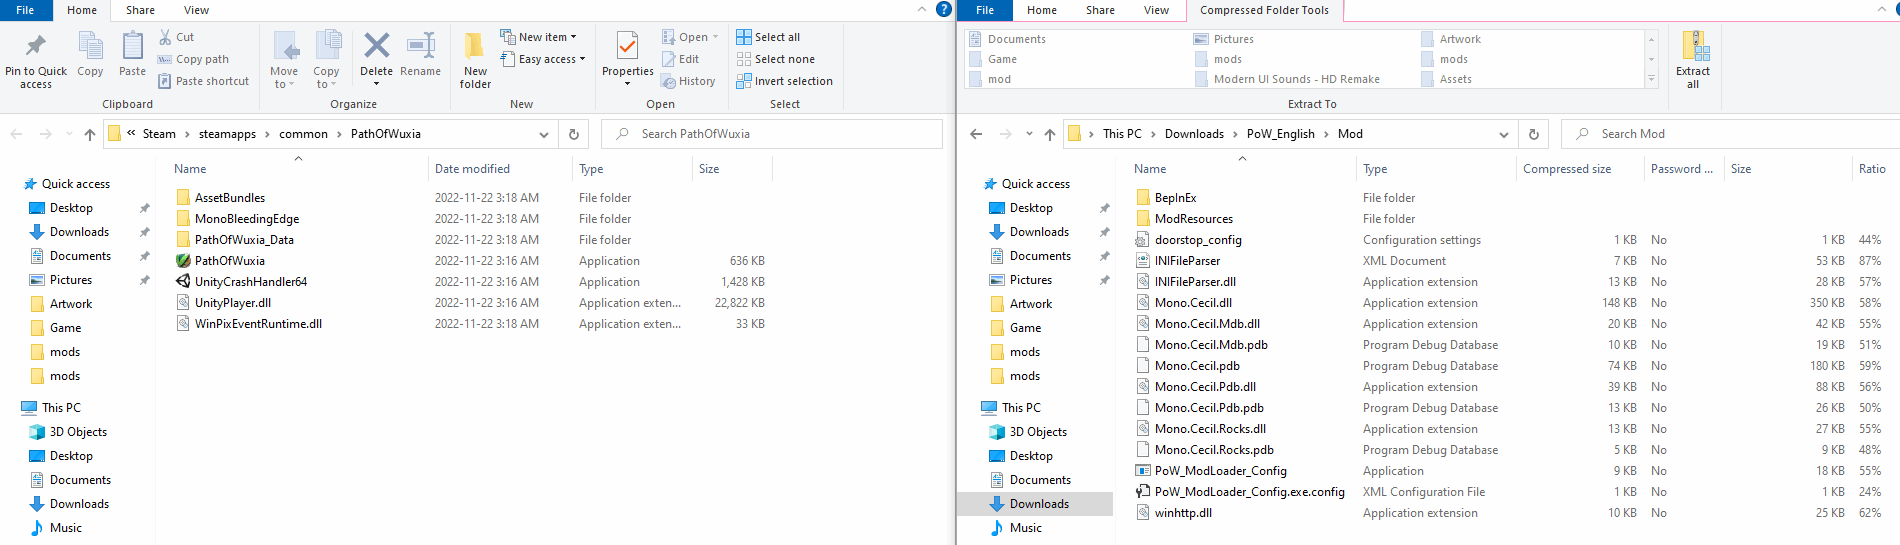 File Home Share View
Pin to Quick access
Copy
Paste
Cut
Copy path
Paste shortcut
Clipboard
Move to
Copy to
Delete
Rename
Organize
New folder
New item
Easy access
New
Properties
Open
Edit
History
Open
Select all
Select none
Invert selection
Select
« Steam › steamapps › common › PathOfWuxia
Search PathOfWuxia
Name Date modified Type Size
Quick access
Desktop
Downloads
Documents
Pictures
Artwork
Game
mods
mods
This PC
3D Objects
Desktop
Documents
Downloads
Music
AssetBundles 2022-11-22 3:18 AM File folder
MonoBleedingEdge 2022-11-22 3:18 AM File folder
PathOfWuxia_Data 2022-11-22 3:18 AM File folder
PathOfWuxia 2022-11-22 3:16 AM Application 636 KB
UnityCrashHandler64 2022-11-22 3:16 AM Application 1,428 KB
UnityPlayer.dll 2022-11-22 3:16 AM Application exten... 22,822 KB
WinPixEventRuntime.dll 2022-11-22 3:18 AM Application exten... 33 KB
File Home Share View Compressed Folder Tools
Documents Pictures Artwork
Game mods mods
mod Modern UI Sounds - HD Remake Assets
Extract To
Extract all
› This PC › Downloads › PoW_English › Mod
Search Mod
Name Type Compressed size Password ... Size Ratio
Quick access
Desktop
Downloads
Documents
Pictures
Artwork
Game
mods
mods
This PC
3D Objects
Desktop
Documents
Downloads
Music
BepInEx File folder
ModResources File folder
doorstop_config Configuration settings 1 KB No 1 KB 44%
INIFileParser XML Document 7 KB No 53 KB 87%
INIFileParser.dll Application extension 13 KB No 28 KB 57%
Mono.Cecil.dll Application extension 148 KB No 350 KB 58%
Mono.Cecil.Mdb.dll Application extension 20 KB No 42 KB 55%
Mono.Cecil.Mdb.pdb Program Debug Database 10 KB No 19 KB 51%
Mono.Cecil.pdb Program Debug Database 74 KB No 180 KB 59%
Mono.Cecil.Pdb.dll Application extension 39 KB No 88 KB 56%
Mono.Cecil.Pdb.pdb Program Debug Database 13 KB No 26 KB 50%
Mono.Cecil.Rocks.dll Application extension 13 KB No 27 KB 55%
Mono.Cecil.Rocks.pdb Program Debug Database 5 KB No 9 KB 48%
PoW_ModLoader_Config Application 9 KB No 18 KB 55%
PoW_ModLoader_Config.exe.config XML Configuration File 1 KB No 1 KB 24%
winhttp.dll Application extension 10 KB No 25 KB 62%